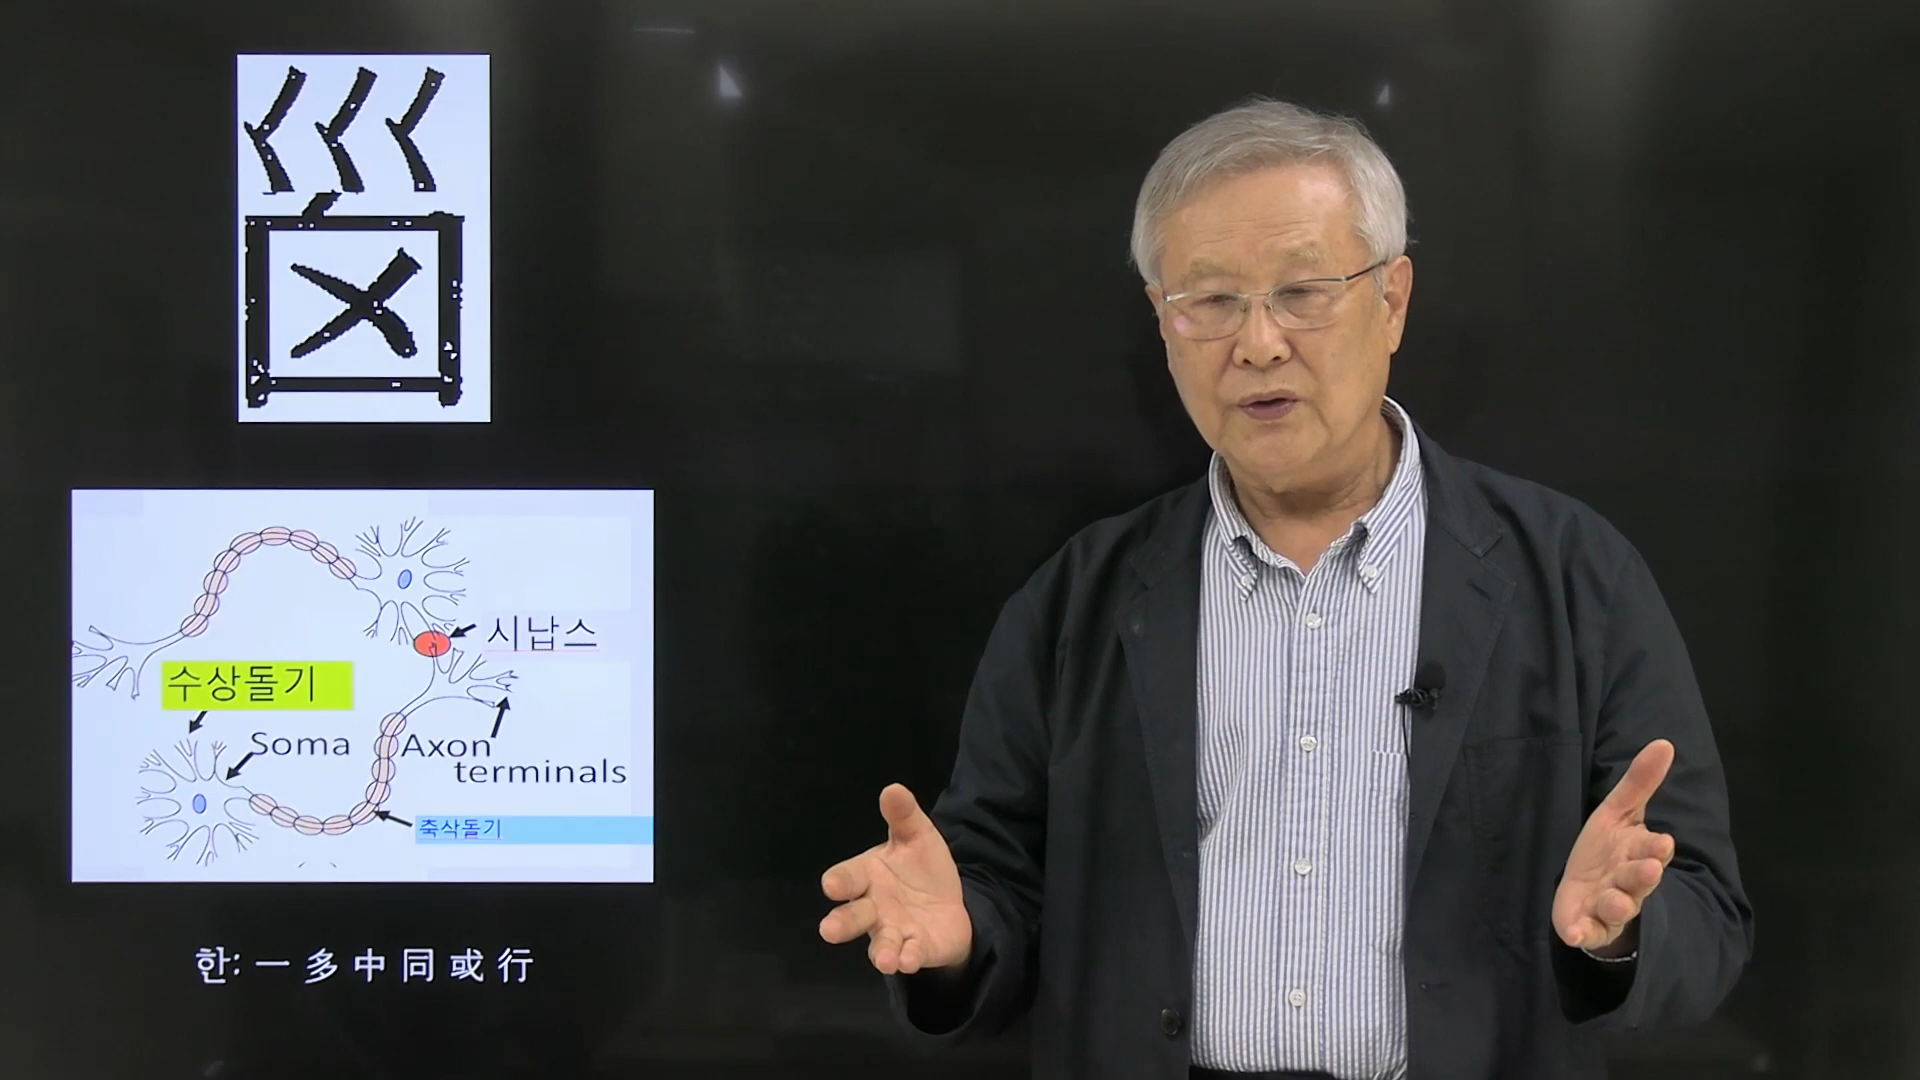 𡿺
시납스
수상돌기
Soma
Axon
terminals
축삭돌기
한: 一 多 中 同 或 行